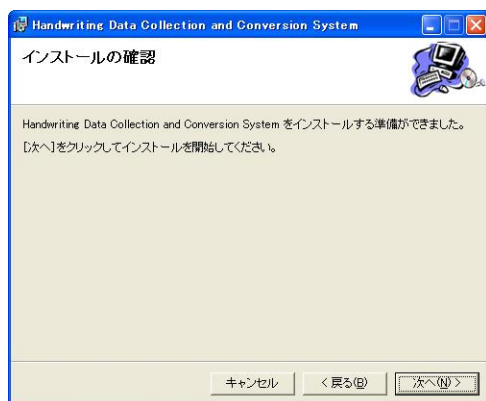 Handwriting Data Collection and Conversion System
インストールの確認
Handwriting Data Collection and Conversion System をインストールする準備ができました。
[次へ]をクリックしてインストールを開始してください。
キャンセル
< 戻る(B)
次へ(N) >